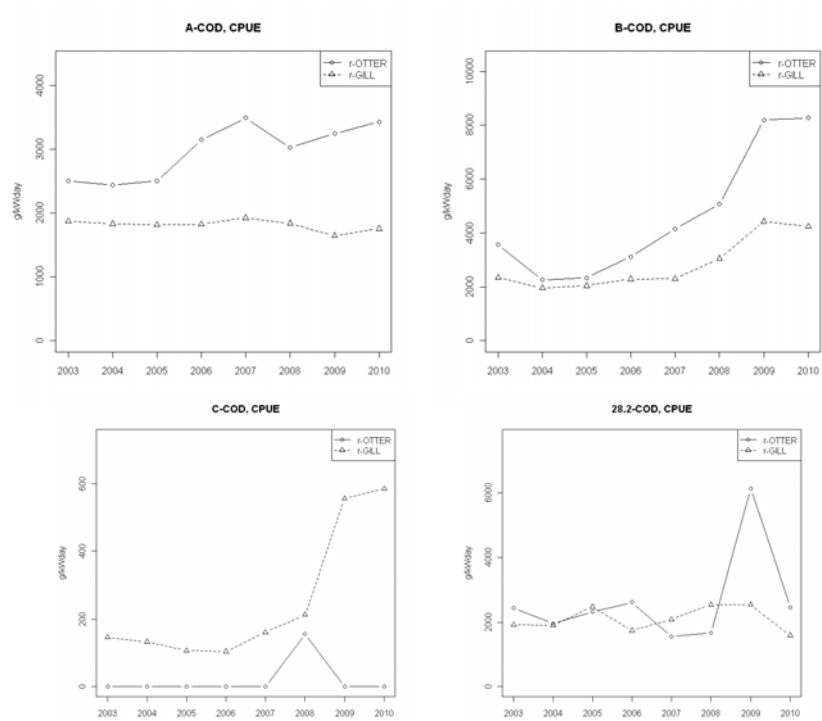 A-COD, CPUE
r-OTTER
r-GILL
g/kWday
4000
3000
2000
1000
0
2003 2004 2005 2006 2007 2008 2009 2010
B-COD, CPUE
r-OTTER
r-GILL
g/kWday
10000
8000
6000
4000
2000
0
2003 2004 2005 2006 2007 2008 2009 2010
C-COD, CPUE
r-OTTER
r-GILL
g/kWday
600
400
200
0
2003 2004 2005 2006 2007 2008 2009 2010
28.2-COD, CPUE
r-OTTER
r-GILL
g/kWday
6000
4000
2000
0
2003 2004 2005 2006 2007 2008 2009 2010